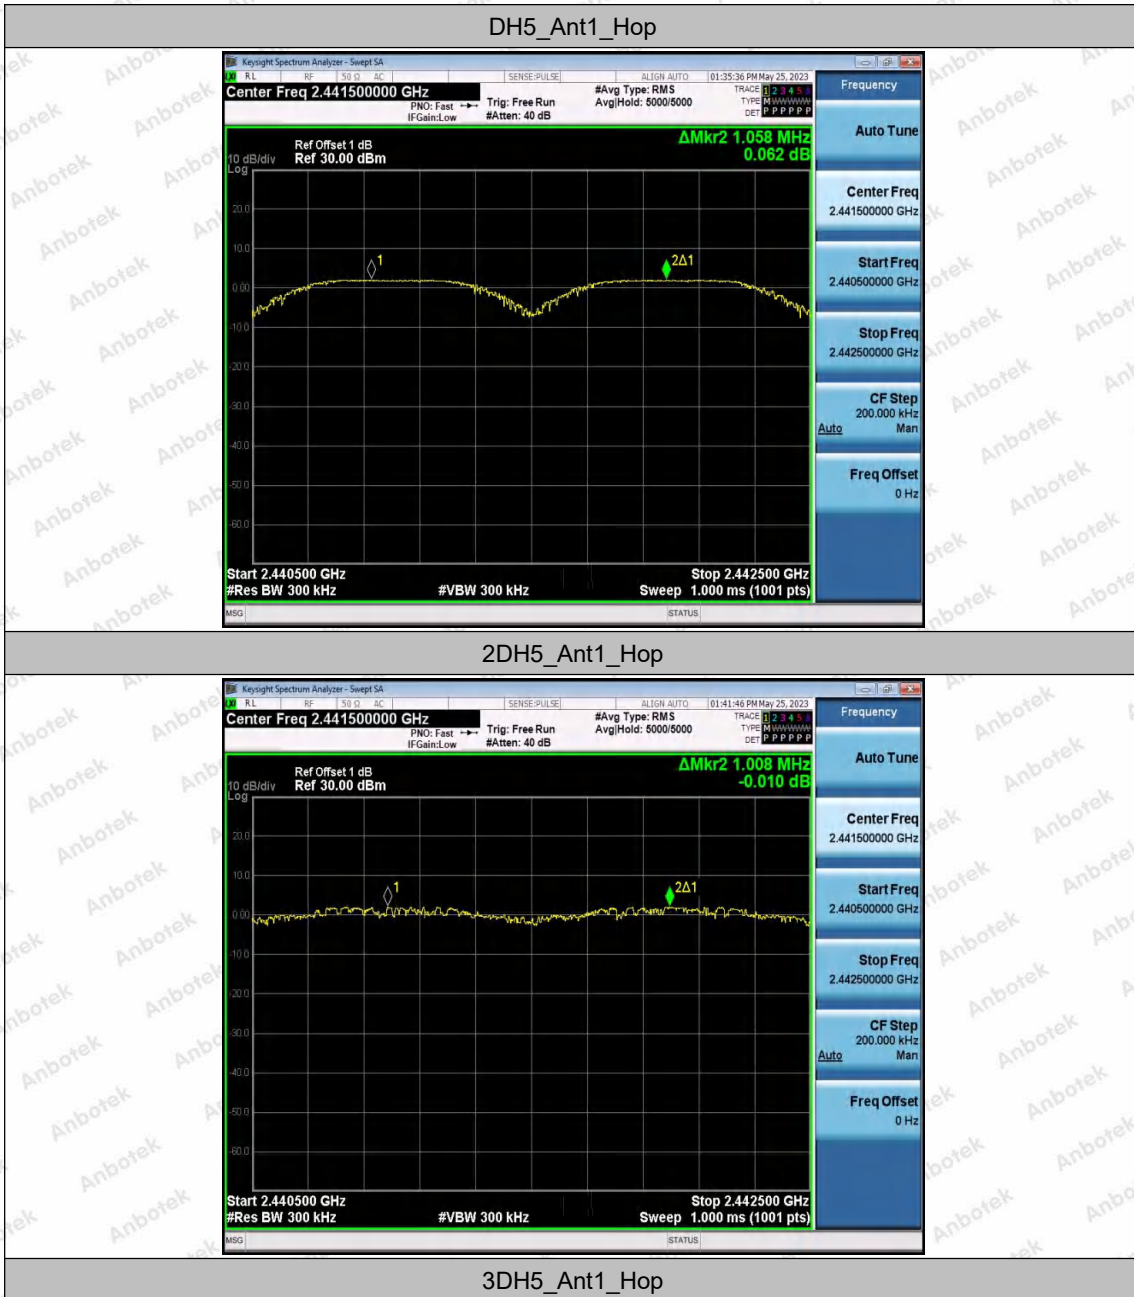 DH5_Ant1_Hop
Keysight Spectrum Analyzer - Swept SA
RL RF 50 Ω AC SENSE:PULSE ALIGN AUTO 01:35:36 PM May 25, 2023
Center Freq 2.441500000 GHz
PNO: Fast
IFGain:Low
Trig: Free Run
#Atten: 40 dB
#Avg Type: RMS
Avg|Hold: 5000/5000
TRACE 1 2 3 4 5 6
TYPE M W W W W W
DET P P P P P P
Frequency
Auto Tune
Center Freq
2.441500000 GHz
Start Freq
2.440500000 GHz
Stop Freq
2.442500000 GHz
CF Step
200.000 kHz
Auto Man
Freq Offset
0 Hz
ΔMkr2 1.058 MHz
0.062 dB
Ref Offset 1 dB
10 dB/div Ref 30.00 dBm
Log
20.0
10.0
0.00
-10.0
-20.0
-30.0
-40.0
-50.0
-60.0
1
2Δ1
Start 2.440500 GHz Stop 2.442500 GHz
#Res BW 300 kHz #VBW 300 kHz Sweep 1.000 ms (1001 pts)
MSG STATUS
2DH5_Ant1_Hop
Keysight Spectrum Analyzer - Swept SA
RL RF 50 Ω AC SENSE:PULSE ALIGN AUTO 01:41:46 PM May 25, 2023
Center Freq 2.441500000 GHz
PNO: Fast
IFGain:Low
Trig: Free Run
#Atten: 40 dB
#Avg Type: RMS
Avg|Hold: 5000/5000
TRACE 1 2 3 4 5 6
TYPE M W W W W W
DET P P P P P P
Frequency
Auto Tune
Center Freq
2.441500000 GHz
Start Freq
2.440500000 GHz
Stop Freq
2.442500000 GHz
CF Step
200.000 kHz
Auto Man
Freq Offset
0 Hz
ΔMkr2 1.008 MHz
-0.010 dB
Ref Offset 1 dB
10 dB/div Ref 30.00 dBm
Log
20.0
10.0
0.00
-10.0
-20.0
-30.0
-40.0
-50.0
-60.0
1
2Δ1
Start 2.440500 GHz Stop 2.442500 GHz
#Res BW 300 kHz #VBW 300 kHz Sweep 1.000 ms (1001 pts)
MSG STATUS
3DH5_Ant1_Hop
Anbotek